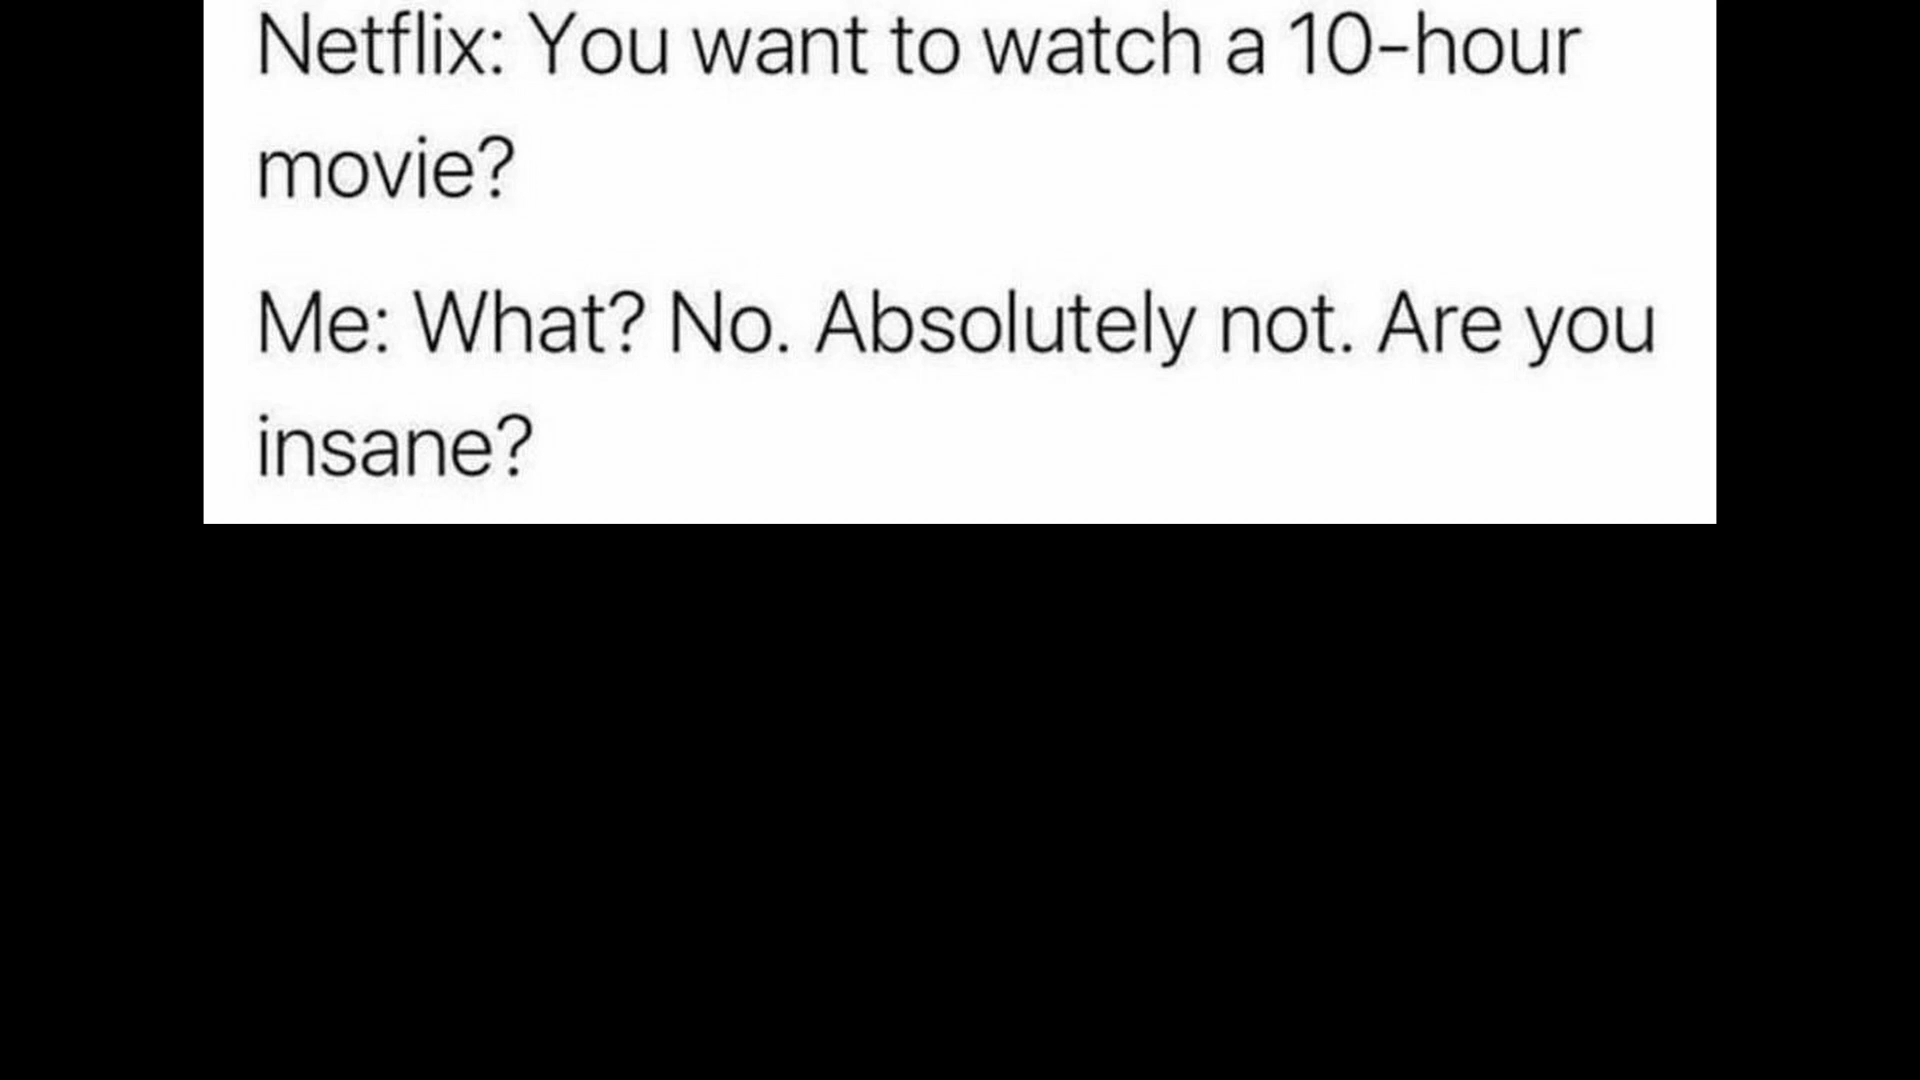 Netflix: You want to watch a 10-hour
movie?
Me: What? No. Absolutely not. Are you
insane?